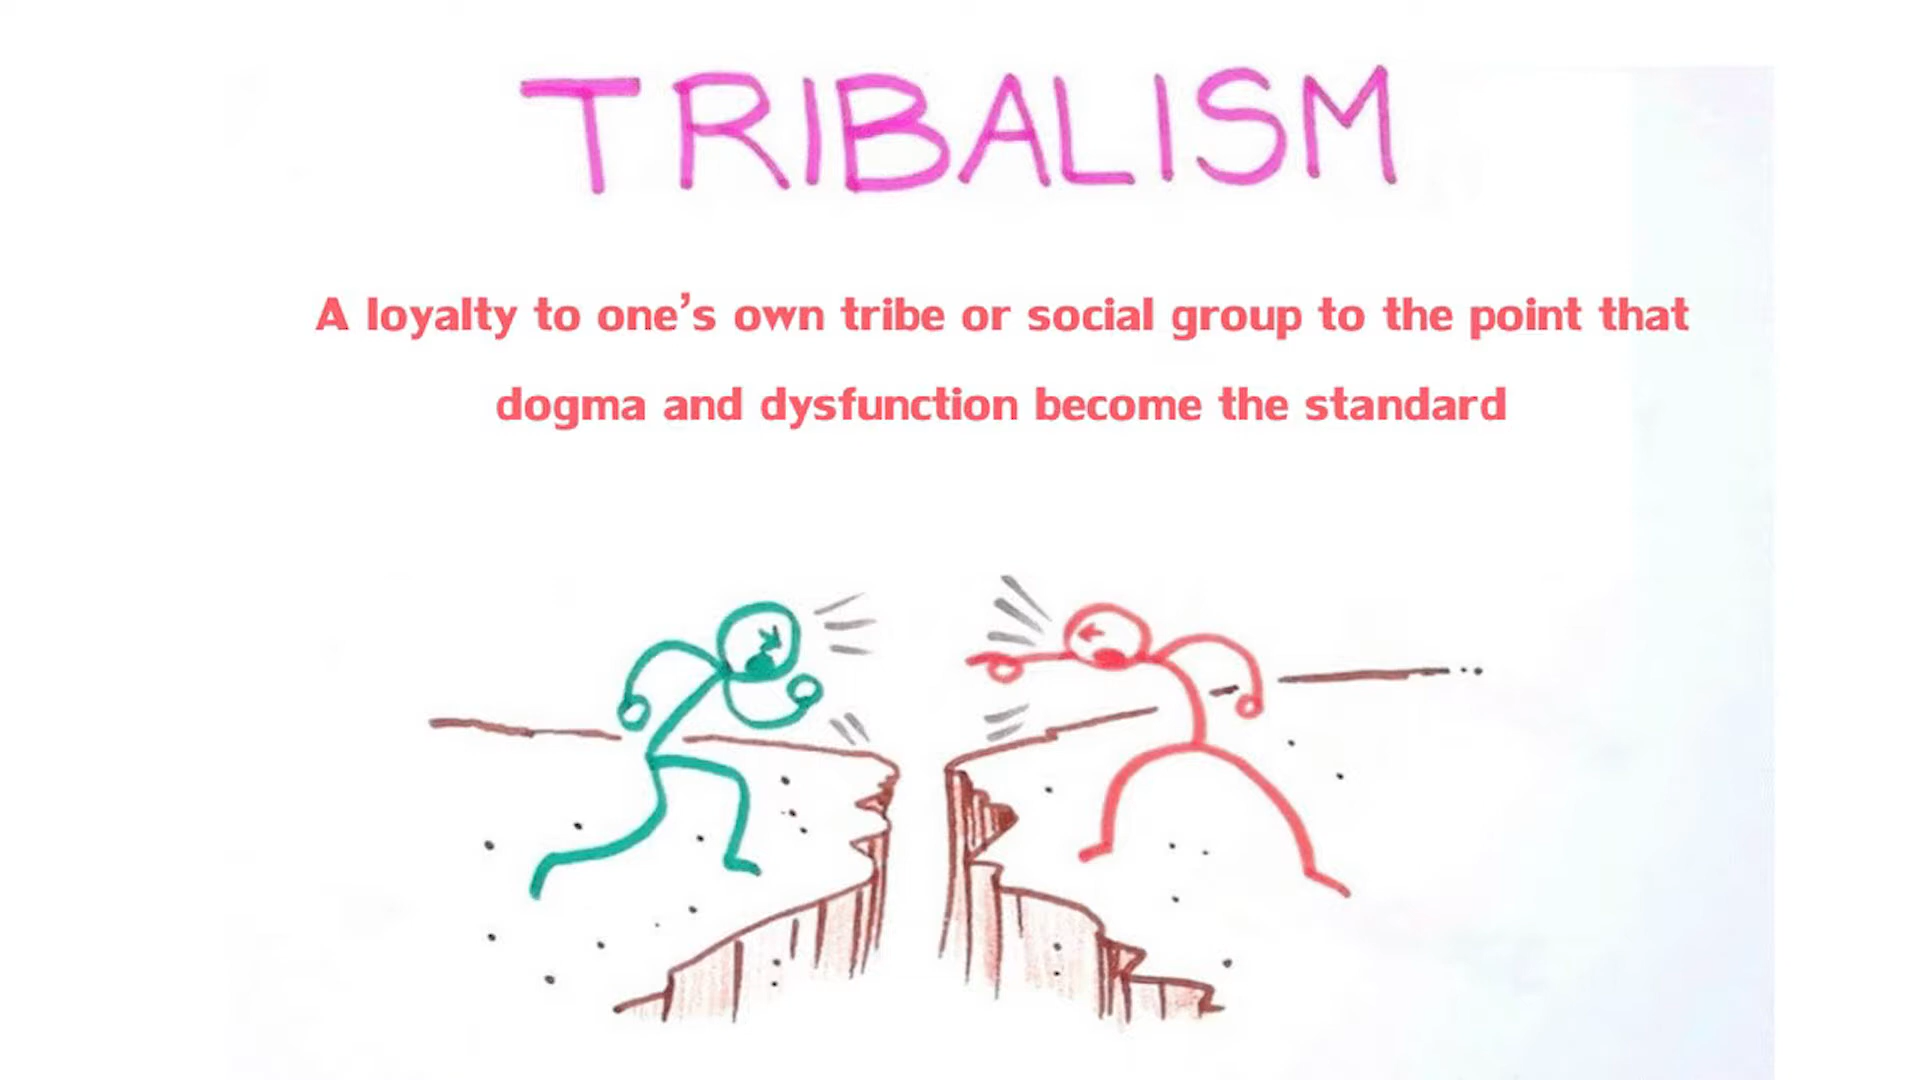 TRIBALISM
A loyalty to one's own tribe or social group to the point that
dogma and dysfunction become the standard